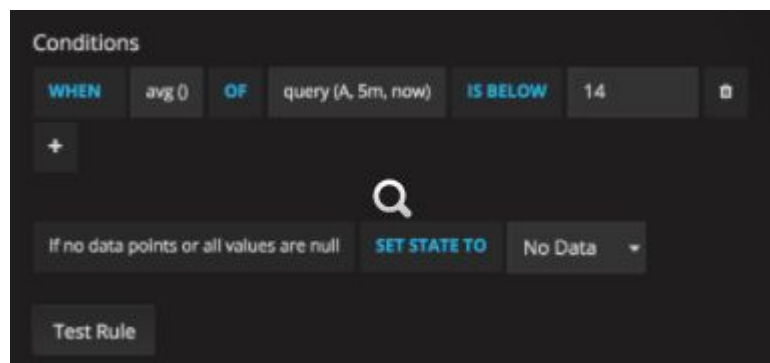 Conditions
WHEN avg () OF query (A, 5m, now) IS BELOW 14
+
If no data points or all values are null SET STATE TO No Data
Test Rule